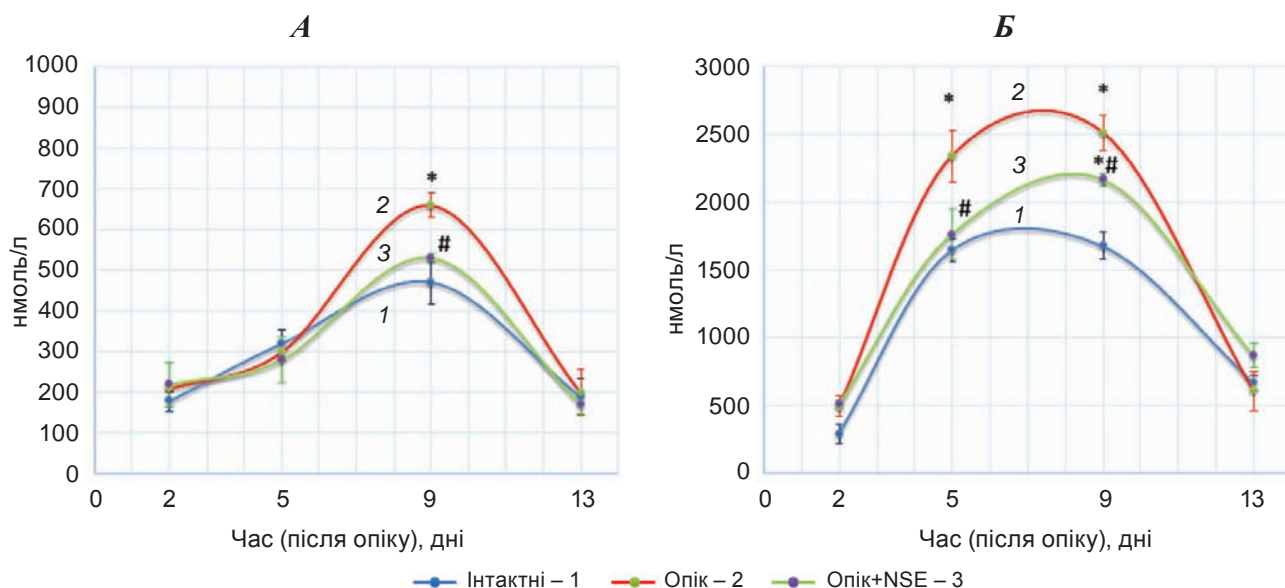 А
1000
900
800
700
600
500
400
300
200
100
0
нмоль/л
*
2
3
#
1
0 2 5 9 13
Час (після опіку), дні
Б
3000
2500
2000
1500
1000
500
0
нмоль/л
* 2 *
3 *#
# 1
0 2 5 9 13
Час (після опіку), дні
Інтактні – 1 Опік – 2 Опік+NSE – 3